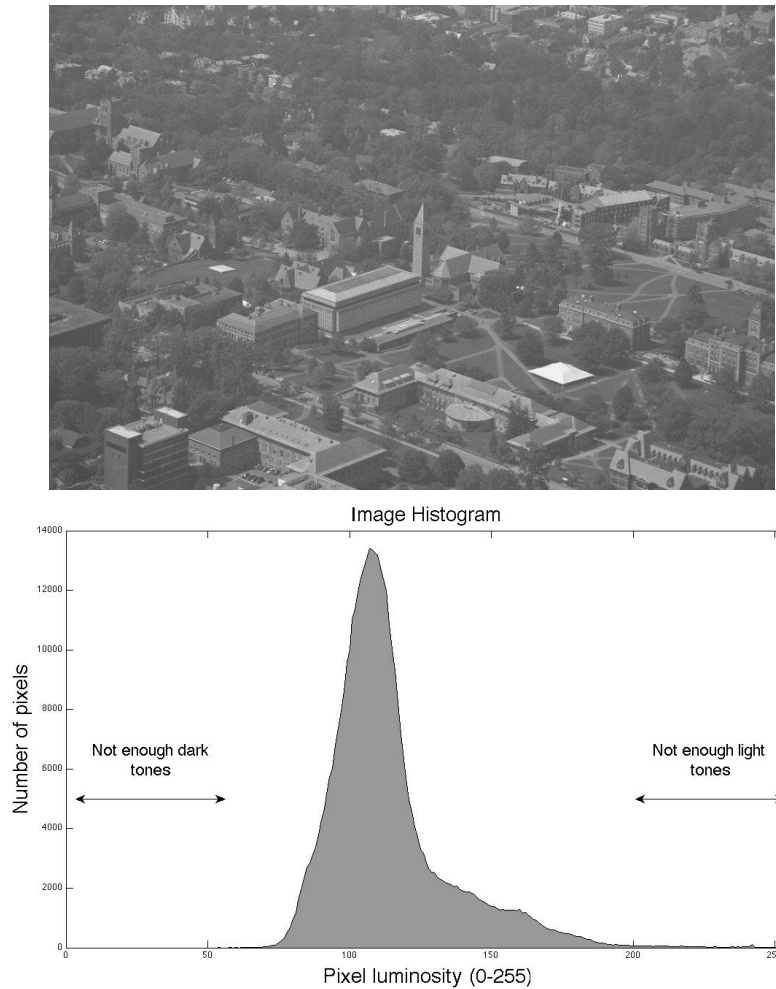 Image Histogram
14000
12000
10000
8000
6000
4000
2000
0
Number of pixels
Not enough dark
tones
Not enough light
tones
0
50
100
150
200
250
Pixel luminosity (0-255)